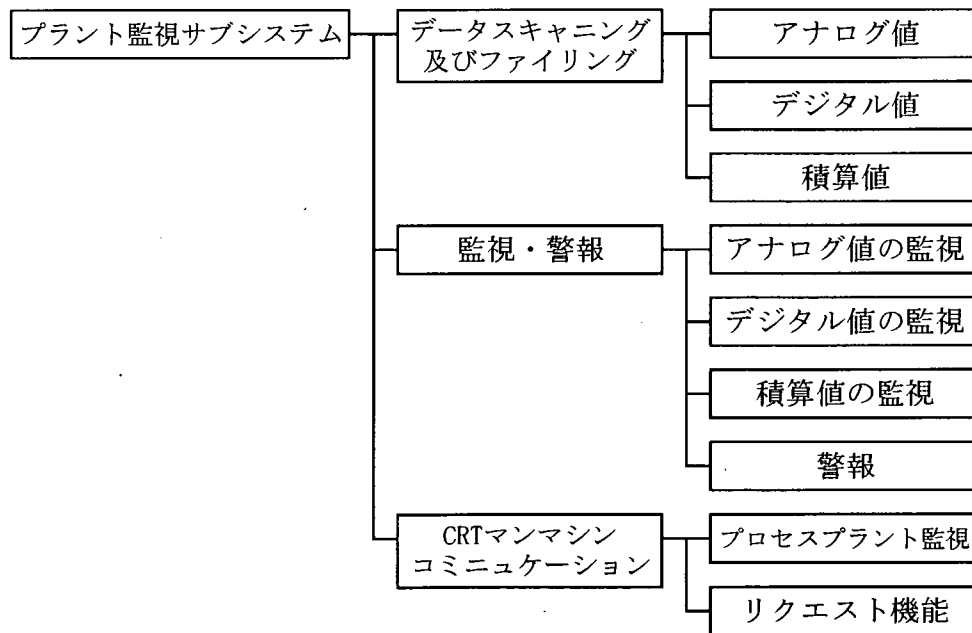 プラント監視サブシステム
データスキャニング
及びファイリング
アナログ値
デジタル値
積算値
監視・警報
アナログ値の監視
デジタル値の監視
積算値の監視
警報
CRTマンマシン
コミニュケーション
プロセスプラント監視
リクエスト機能